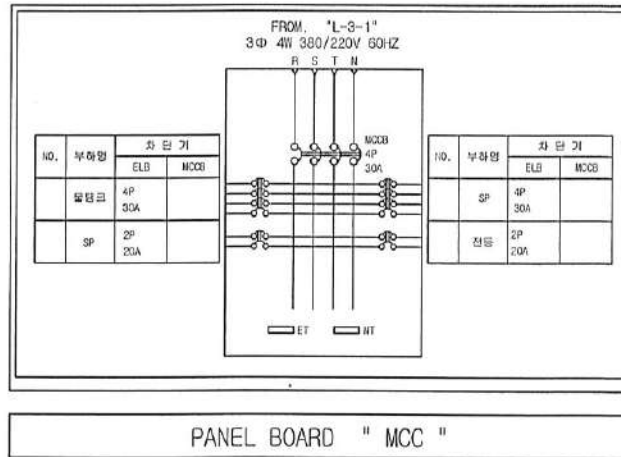 FROM. "L-3-1"
3Φ 4W 380/220V 60HZ
R S T N
MCCB
4P
30A
NO. 부하명 차 단 기
ELB MCCB
물탱크 4P
30A
SP 2P
20A
NO. 부하명 차 단 기
ELB MCCB
SP 4P
30A
전등 2P
20A
ET NT
PANEL BOARD " MCC "